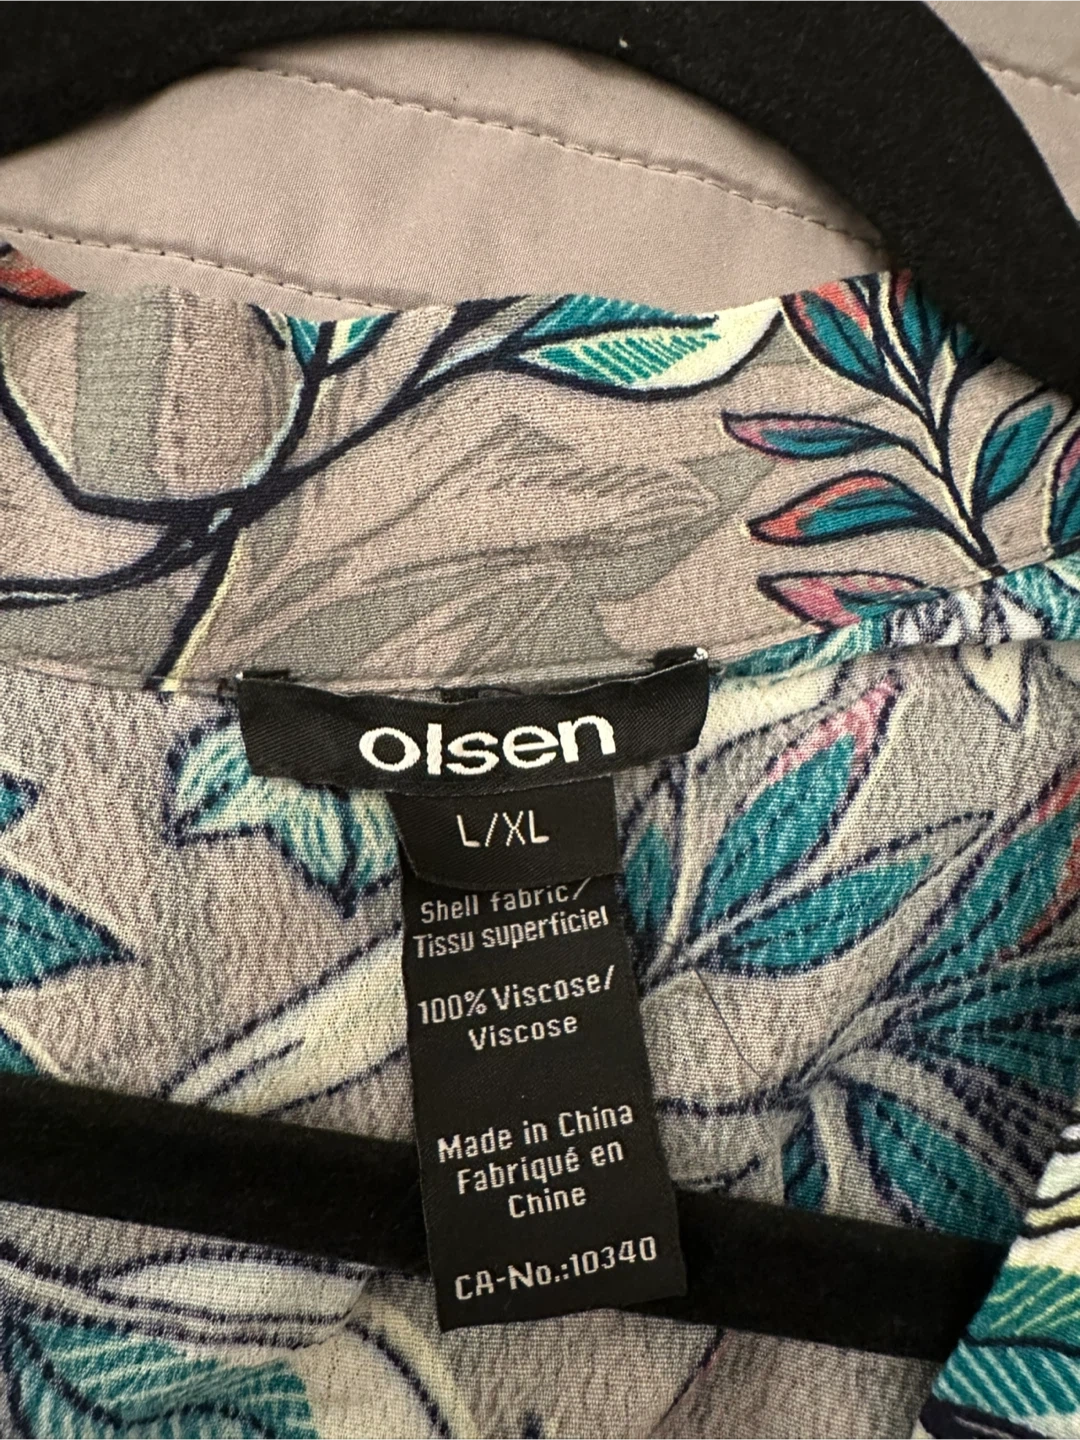 olsen
L/XL
Shell fabric/
Tissu superficiel
100% Viscose/
Viscose
Made in China
Fabriqué en
Chine
CA-No.:10340